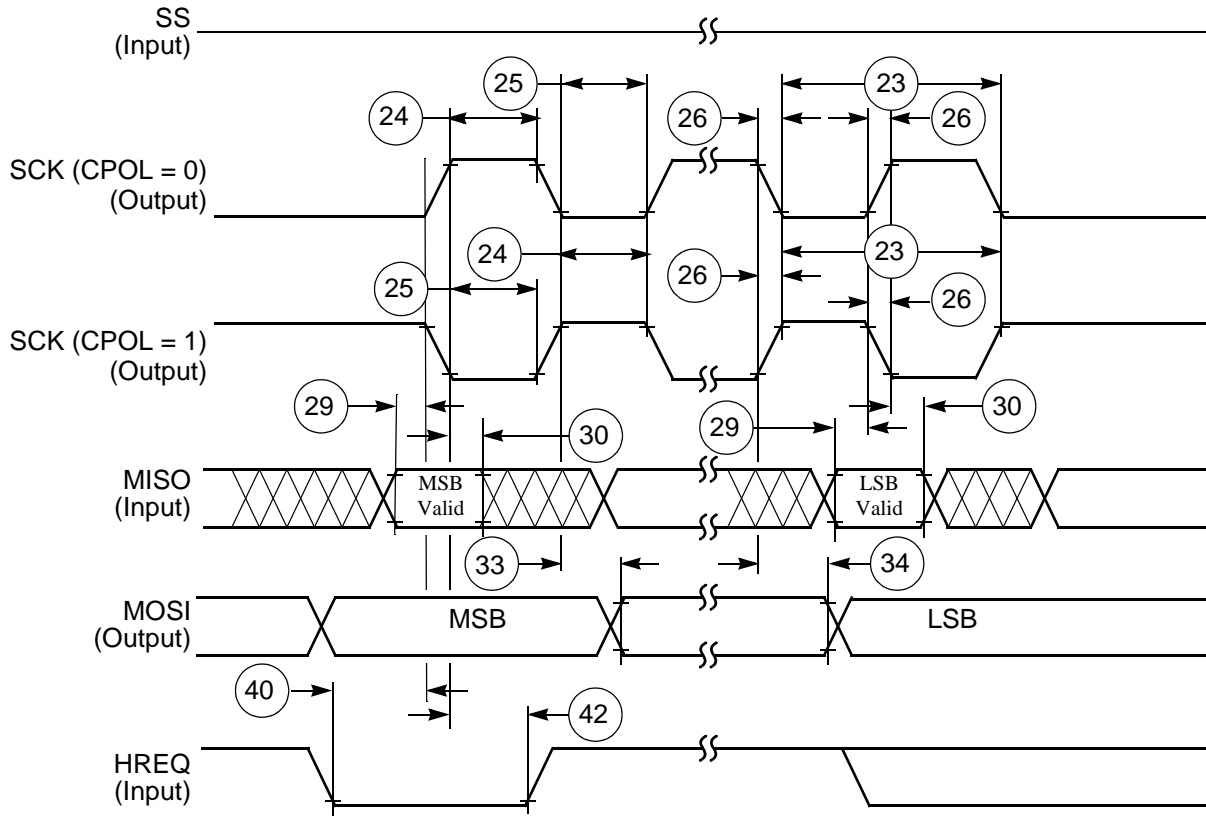 SS
(Input)
25
23
24
26
26
SCK (CPOL = 0)
(Output)
24
23
25
26
26
SCK (CPOL = 1)
(Output)
29
30
29
30
MISO
(Input)
MSB
Valid
LSB
Valid
33
34
MOSI
(Output)
MSB
LSB
40
42
HREQ
(Input)